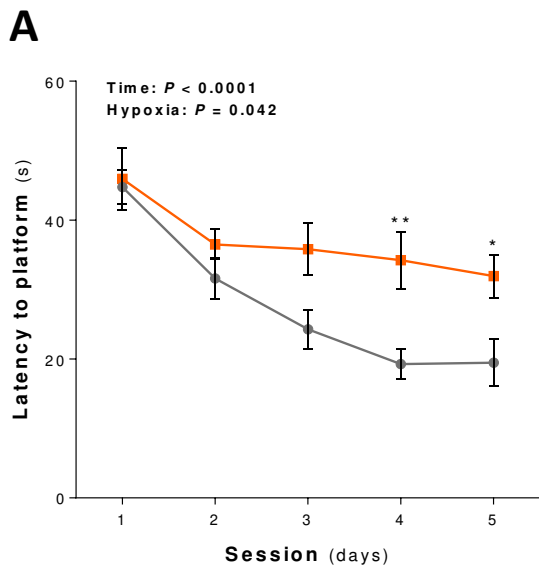 A
Time: P < 0.0001
Hypoxia: P = 0.042
Latency to platform (s)
60
40
20
0
**
*
1 2 3 4 5
Session (days)